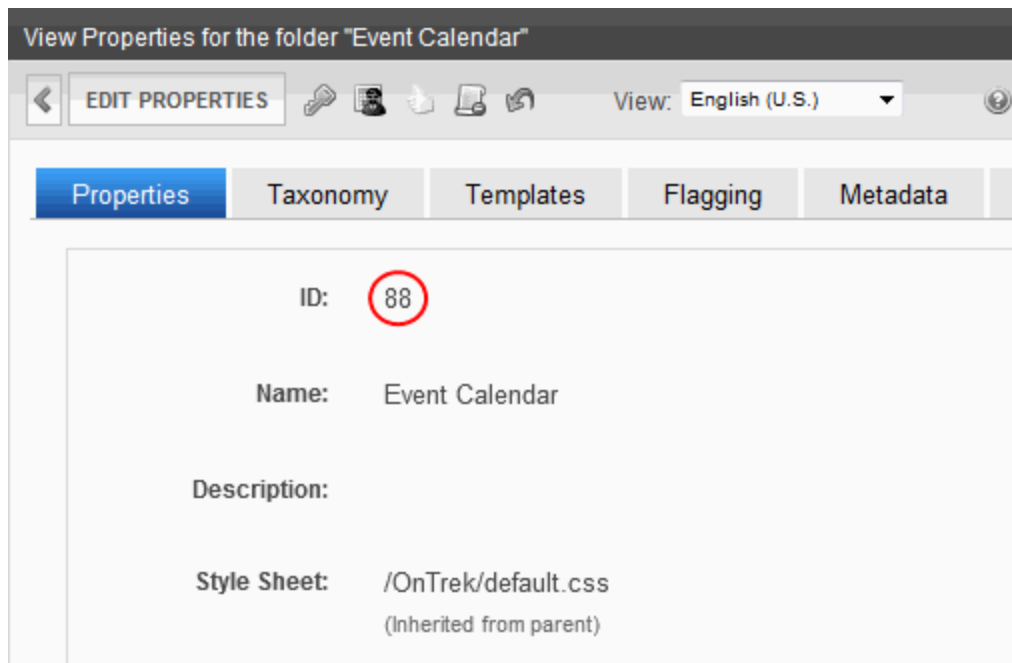 View Properties for the folder "Event Calendar"
EDIT PROPERTIES View: English (U.S.)
Properties Taxonomy Templates Flagging Metadata
ID: 88
Name: Event Calendar
Description:
Style Sheet: /OnTrek/default.css
(Inherited from parent)